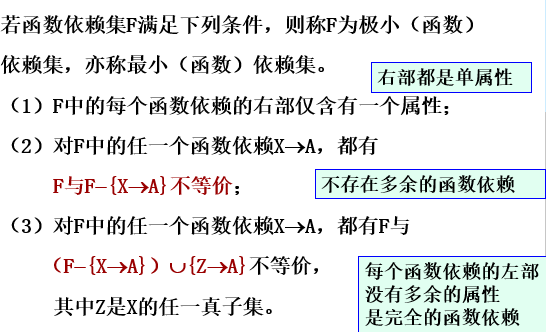 若函数依赖集F满足下列条件，则称F为极小（函数）
依赖集，亦称最小（函数）依赖集。
右部都是单属性
（1）F中的每个函数依赖的右部仅含有一个属性；
（2）对F中的任一个函数依赖X→A，都有
F与F−{X→A}不等价；
不存在多余的函数依赖
（3）对F中的任一个函数依赖X→A，都有F与
（F−{X→A}）∪{Z→A}不等价，
其中Z是X的任一真子集。
每个函数依赖的左部
没有多余的属性
是完全的函数依赖